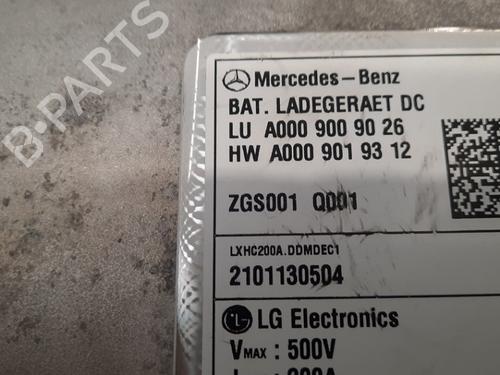 B-PARTS
Mercedes-Benz
BAT. LADEGERAET DC
LU A000 900 90 26
HW A000 901 93 12
ZGS001 Q001
LXHC200A.DDMDEC1
2101130504
LG Electronics
VMAX : 500V